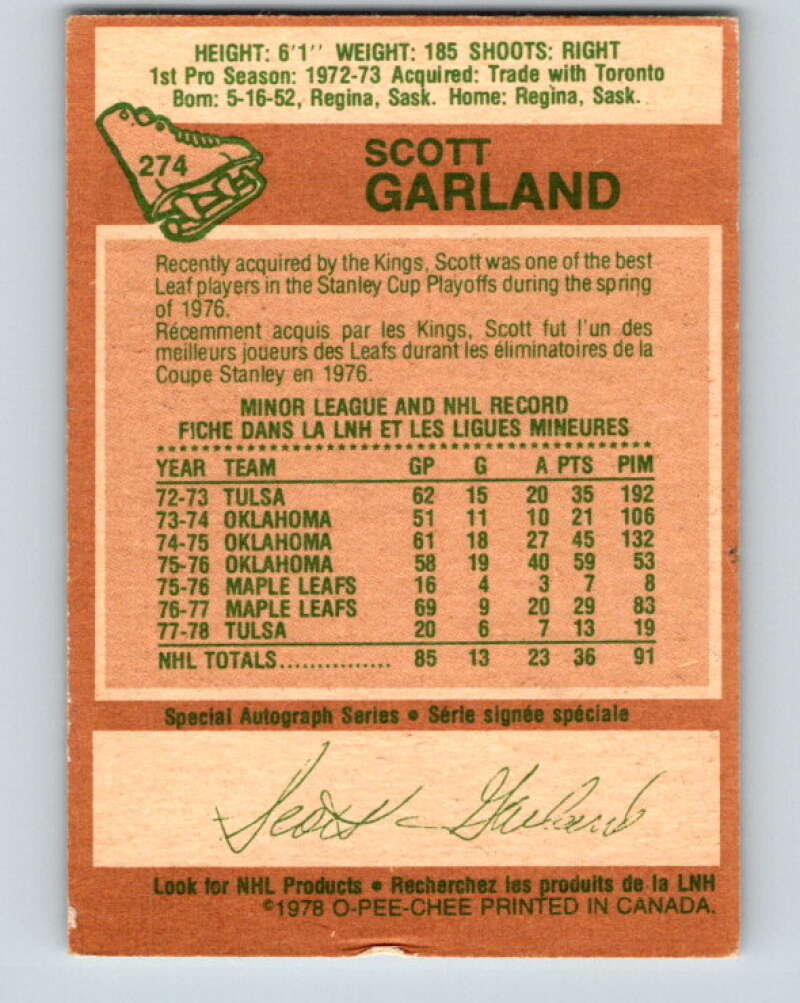 HEIGHT: 6'1'' WEIGHT: 185 SHOOTS: RIGHT
1st Pro Season: 1972-73 Acquired: Trade with Toronto
Born: 5-16-52, Regina, Sask. Home: Regina, Sask.
274
SCOTT
GARLAND
Recently acquired by the Kings, Scott was one of the best
Leaf players in the Stanley Cup Playoffs during the spring
of 1976.
Récemment acquis par les Kings, Scott fut l'un des
meilleurs joueurs des Leafs durant les éliminatoires de la
Coupe Stanley en 1976.
MINOR LEAGUE AND NHL RECORD
FICHE DANS LA LNH ET LES LIGUES MINEURES
YEAR TEAM GP G A PTS PIM
72-73 TULSA 62 15 20 35 192
73-74 OKLAHOMA 51 11 10 21 106
74-75 OKLAHOMA 61 18 27 45 132
75-76 OKLAHOMA 58 19 40 59 53
75-76 MAPLE LEAFS 16 4 3 7 8
76-77 MAPLE LEAFS 69 9 20 29 83
77-78 TULSA 20 6 7 13 19
NHL TOTALS............... 85 13 23 36 91
Special Autograph Series • Série signée spéciale
Scott Garland
Look for NHL Products • Recherchez les produits de la LNH
©1978 O-PEE-CHEE PRINTED IN CANADA.